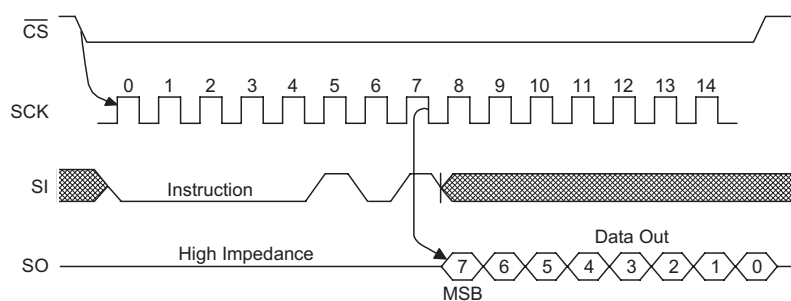 CS
0 1 2 3 4 5 6 7 8 9 10 11 12 13 14
SCK
SI
Instruction
High Impedance
Data Out
SO
7 6 5 4 3 2 1 0
MSB